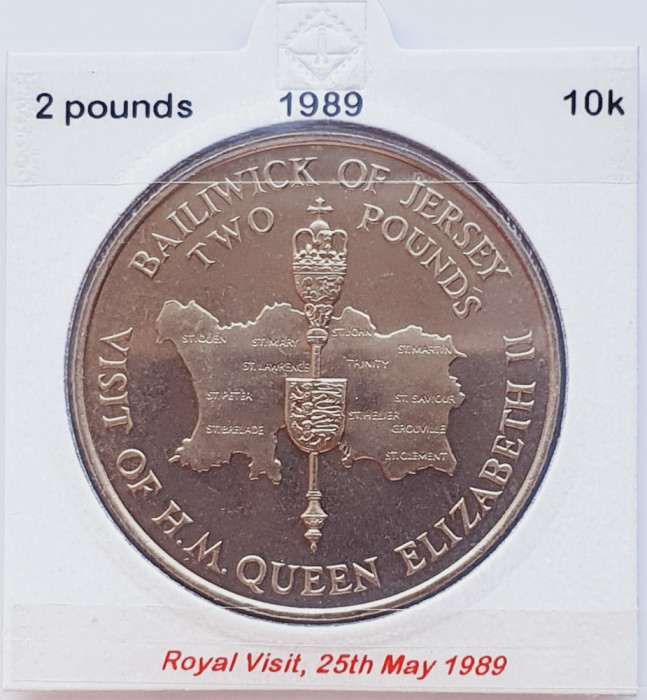 2 pounds 1989 10k
BAILIWICK OF JERSEY
TWO POUNDS
ST. OUEN
ST. MARY
ST. JOHN
ST. MARTIN
ST. LAWRENCE
TRINITY
ST. PETER
ST. SAVIOUR
ST. HELIER
ST. BRELADE
GROUVILLE
ST. CLEMENT
VISIT OF H.M. QUEEN ELIZABETH II
Royal Visit, 25th May 1989